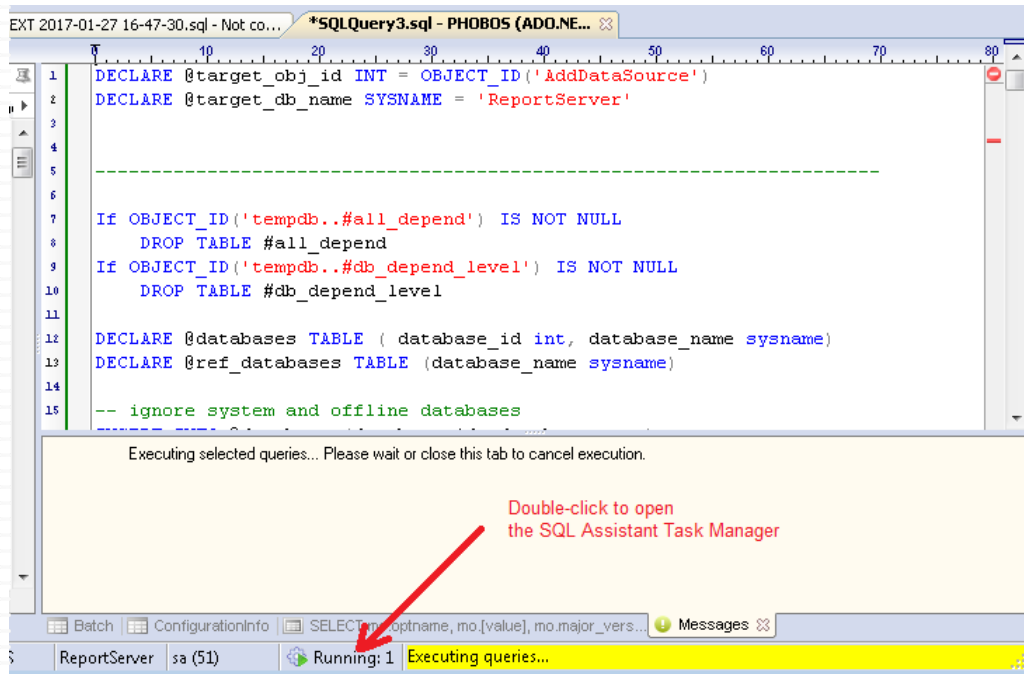 EXT 2017-01-27 16-47-30.sql - Not co... *SQLQuery3.sql - PHOBOS (ADO.NE...
10 20 30 40 50 60 70 80
1 DECLARE @target_obj_id INT = OBJECT_ID('AddDataSource')
2 DECLARE @target_db_name SYSNAME = 'ReportServer'
3
4
5 ----------------------------------------------------------------------
6
7 If OBJECT_ID('tempdb..#all_depend') IS NOT NULL
8 DROP TABLE #all_depend
9 If OBJECT_ID('tempdb..#db_depend_level') IS NOT NULL
10 DROP TABLE #db_depend_level
11
12 DECLARE @databases TABLE ( database_id int, database_name sysname)
13 DECLARE @ref_databases TABLE (database_name sysname)
14
15 -- ignore system and offline databases
Executing selected queries... Please wait or close this tab to cancel execution.
Double-click to open
the SQL Assistant Task Manager
Batch ConfigurationInfo SELECT optname, mo.[value], mo.major_vers... Messages
ReportServer sa (51) Running: 1 Executing queries...